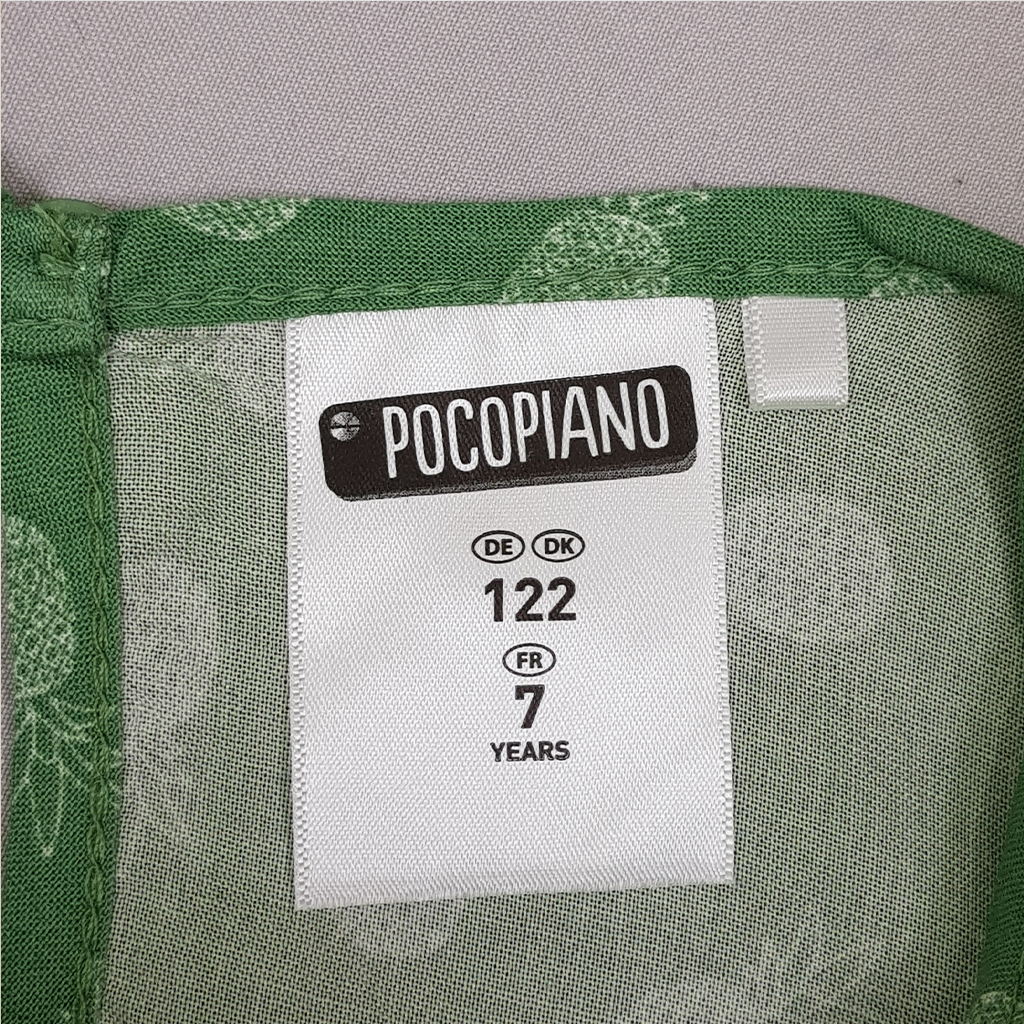 POCOPIANO
DE DK
122
FR
7
YEARS